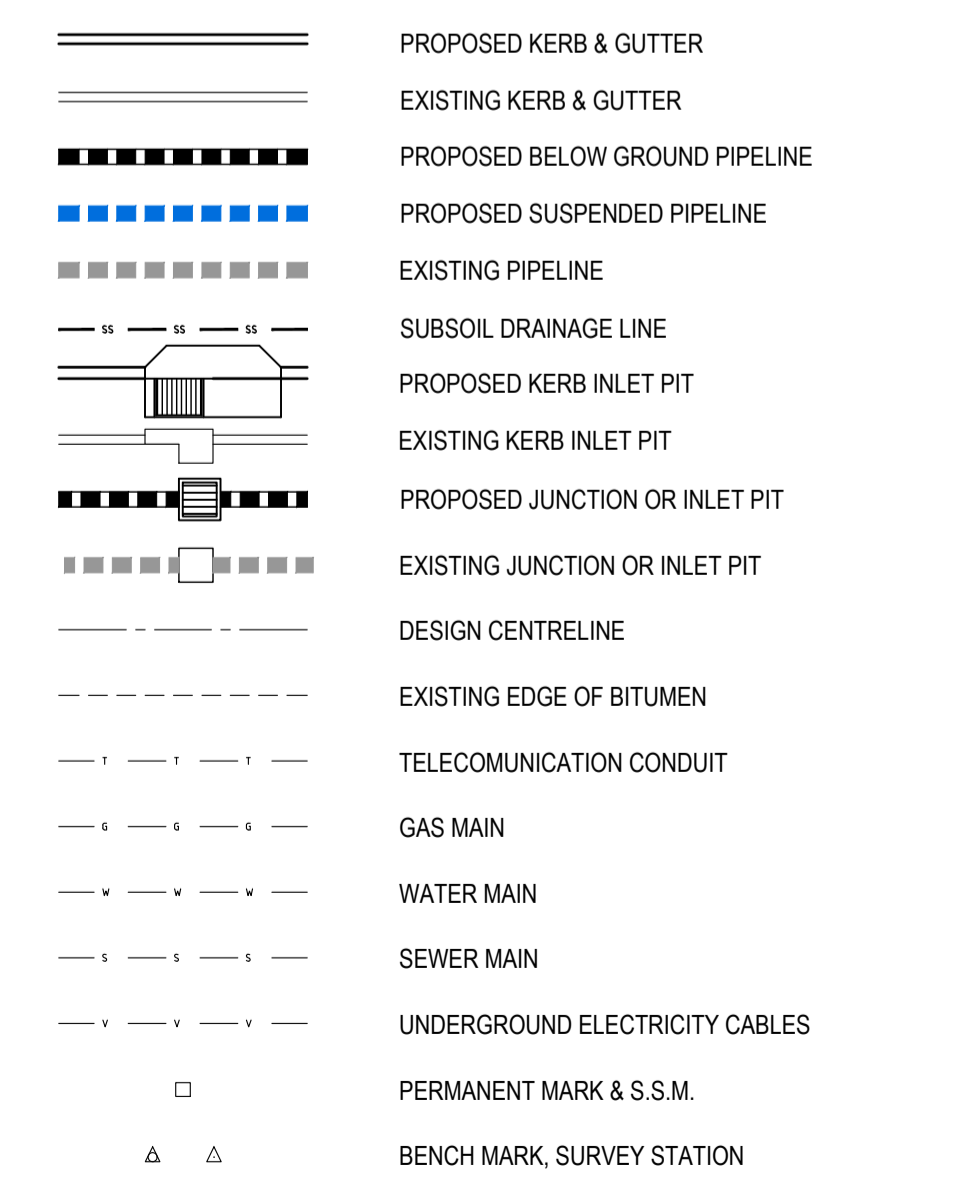 PROPOSED KERB & GUTTER
EXISTING KERB & GUTTER
PROPOSED BELOW GROUND PIPELINE
PROPOSED SUSPENDED PIPELINE
EXISTING PIPELINE
SS SS SS SUBSOIL DRAINAGE LINE
PROPOSED KERB INLET PIT
EXISTING KERB INLET PIT
PROPOSED JUNCTION OR INLET PIT
EXISTING JUNCTION OR INLET PIT
DESIGN CENTRELINE
EXISTING EDGE OF BITUMEN
T T T TELECOMUNICATION CONDUIT
G G G GAS MAIN
W W W WATER MAIN
S S S SEWER MAIN
V V V UNDERGROUND ELECTRICITY CABLES
PERMANENT MARK & S.S.M.
BENCH MARK, SURVEY STATION